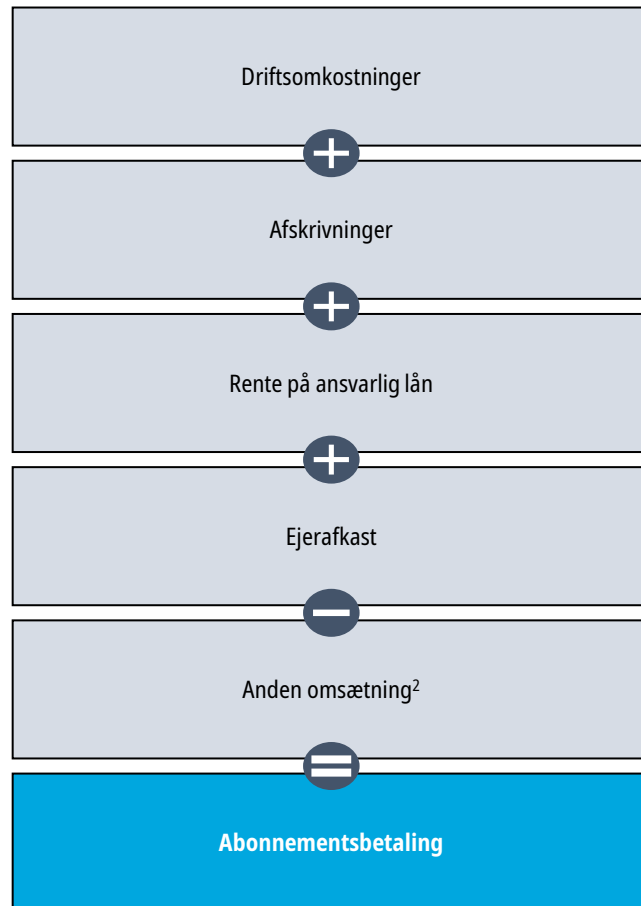 Driftsomkostninger
+
Afskrivninger
+
Rente på ansvarlig lån
+
Ejerafkast
−
Anden omsætning²
=
Abonnementsbetaling